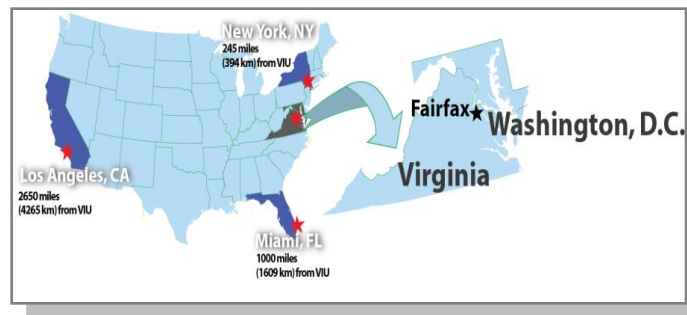 New York, NY
245 miles
(394 km) from VIU
Fairfax
Washington, D.C.
Virginia
Los Angeles, CA
2650 miles
(4265 km) from VIU
Miami, FL
1000 miles
(1609 km) from VIU